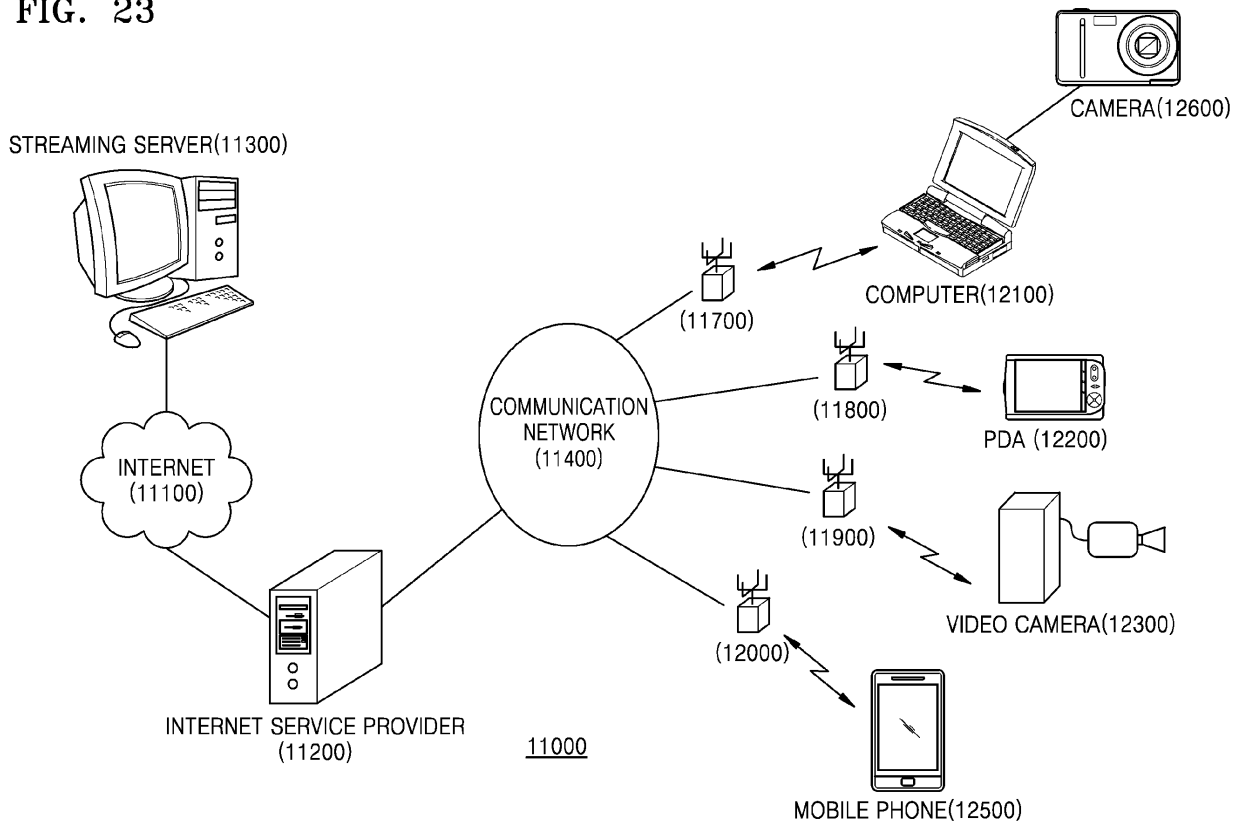 FIG. 23
CAMERA(12600)
STREAMING SERVER(11300)
COMPUTER(12100)
(11700)
(11800)
PDA (12200)
COMMUNICATION
NETWORK
(11400)
INTERNET
(11100)
(11900)
VIDEO CAMERA(12300)
(12000)
INTERNET SERVICE PROVIDER
(11200)
11000
MOBILE PHONE(12500)